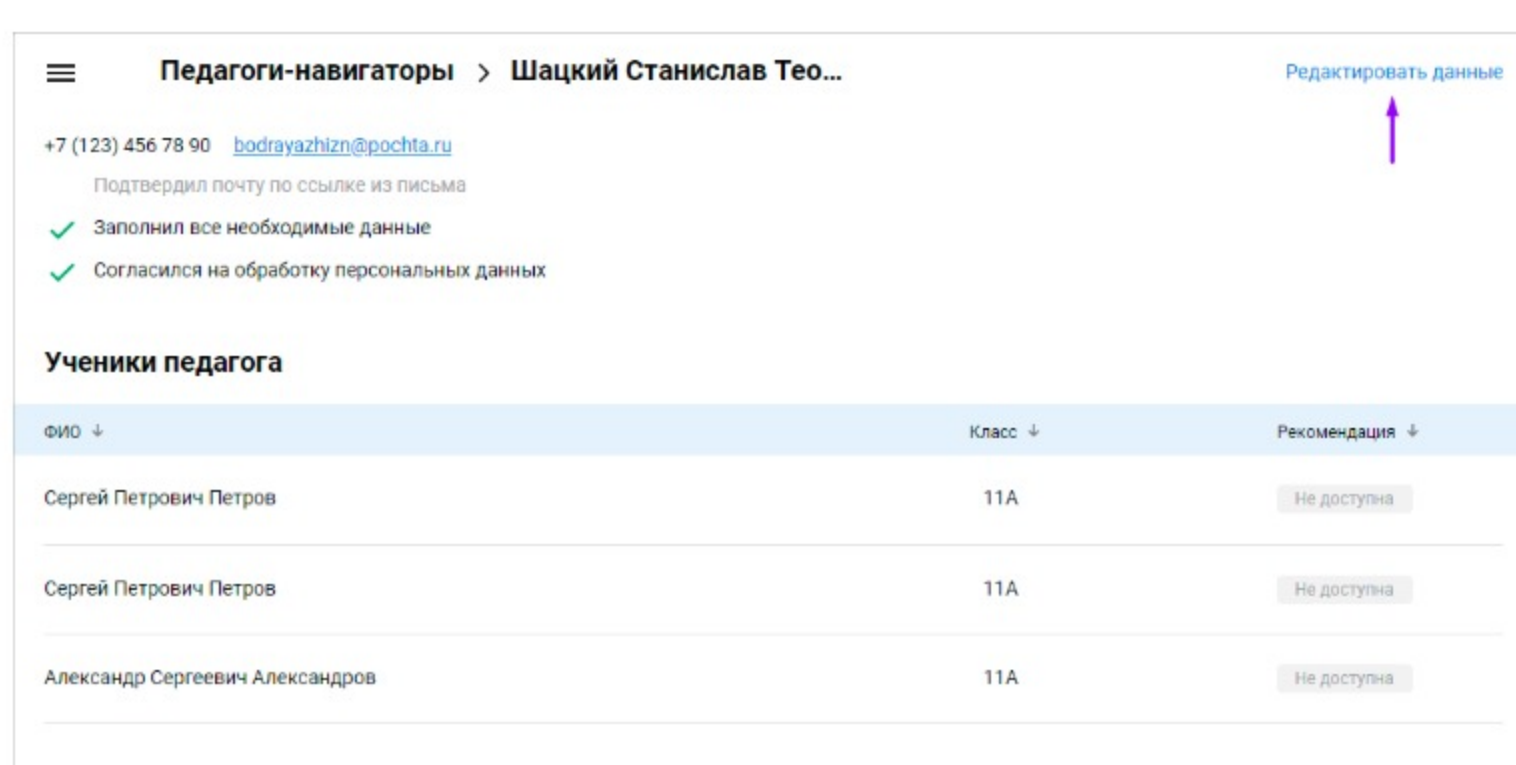 Педагоги-навигаторы > Шацкий Станислав Тео... Редактировать данные
+7 (123) 456 78 90 bodrayazhizn@pochta.ru
Подтвердил почту по ссылке из письма
Заполнил все необходимые данные
Согласился на обработку персональных данных
Ученики педагога
ФИО ↓ Класс ↓ Рекомендация ↓
Сергей Петрович Петров 11А Не доступна
Сергей Петрович Петров 11А Не доступна
Александр Сергеевич Александров 11А Не доступна